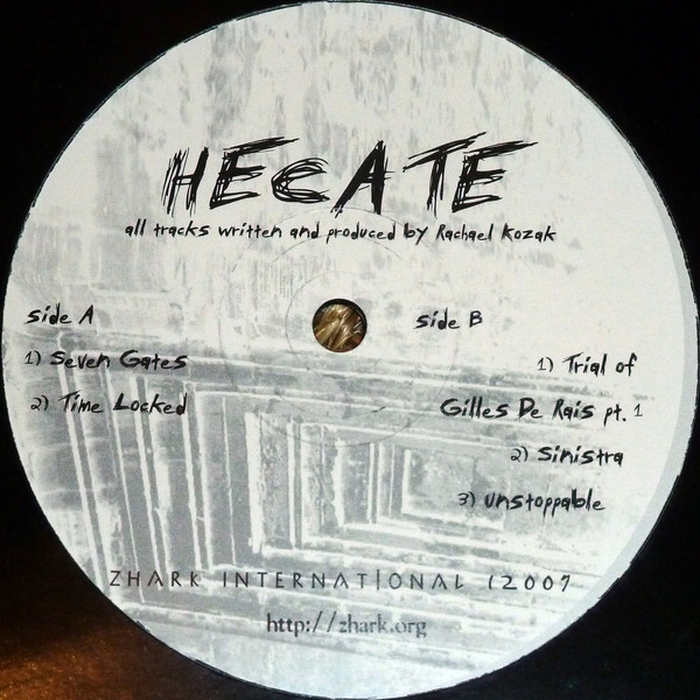 HECATE
all tracks written and produced by Rachael Kozak
side A
1) Seven Gates
2) Time Locked
side B
1) Trial of
Gilles De Rais pt. 1
2) Sinistra
3) unstoppable
ZHARK INTERNATIONAL 12007
http://zhark.org